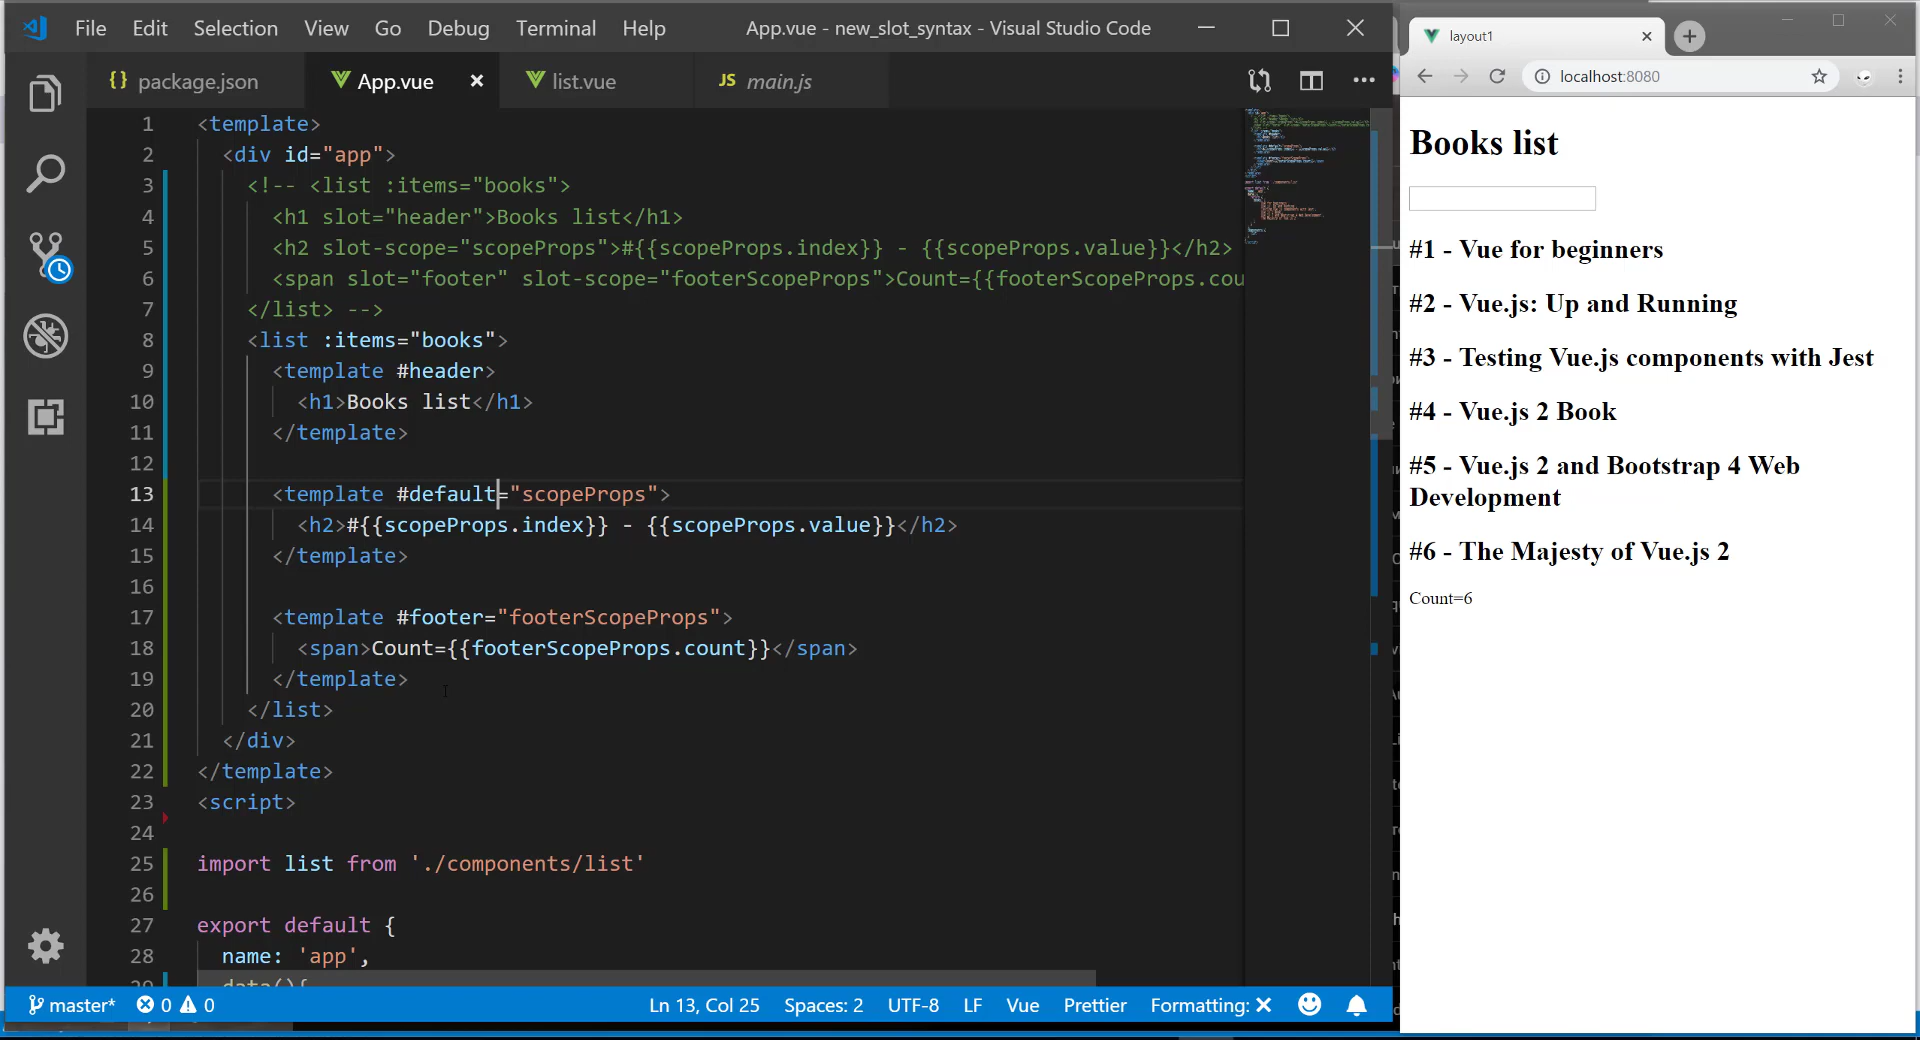 File Edit Selection View Go Debug Terminal Help App.vue - new_slot_syntax - Visual Studio Code
{} package.json App.vue list.vue JS main.js
1 <template>
2 <div id="app">
3 <!-- <list :items="books">
4 <h1 slot="header">Books list</h1>
5 <h2 slot-scope="scopeProps">#{{scopeProps.index}} - {{scopeProps.value}}</h2>
6 <span slot="footer" slot-scope="footerScopeProps">Count={{footerScopeProps.cou
7 </list> -->
8 <list :items="books">
9 <template #header>
10 <h1>Books list</h1>
11 </template>
12
13 <template #default="scopeProps">
14 <h2>#{{scopeProps.index}} - {{scopeProps.value}}</h2>
15 </template>
16
17 <template #footer="footerScopeProps">
18 <span>Count={{footerScopeProps.count}}</span>
19 </template>
20 </list>
21 </div>
22 </template>
23 <script>
24
25 import list from './components/list'
26
27 export default {
28 name: 'app',
29 data(){
master* 0 0 Ln 13, Col 25 Spaces: 2 UTF-8 LF Vue Prettier Formatting: ✕
layout1
localhost:8080
Books list
#1 - Vue for beginners
#2 - Vue.js: Up and Running
#3 - Testing Vue.js components with Jest
#4 - Vue.js 2 Book
#5 - Vue.js 2 and Bootstrap 4 Web
Development
#6 - The Majesty of Vue.js 2
Count=6